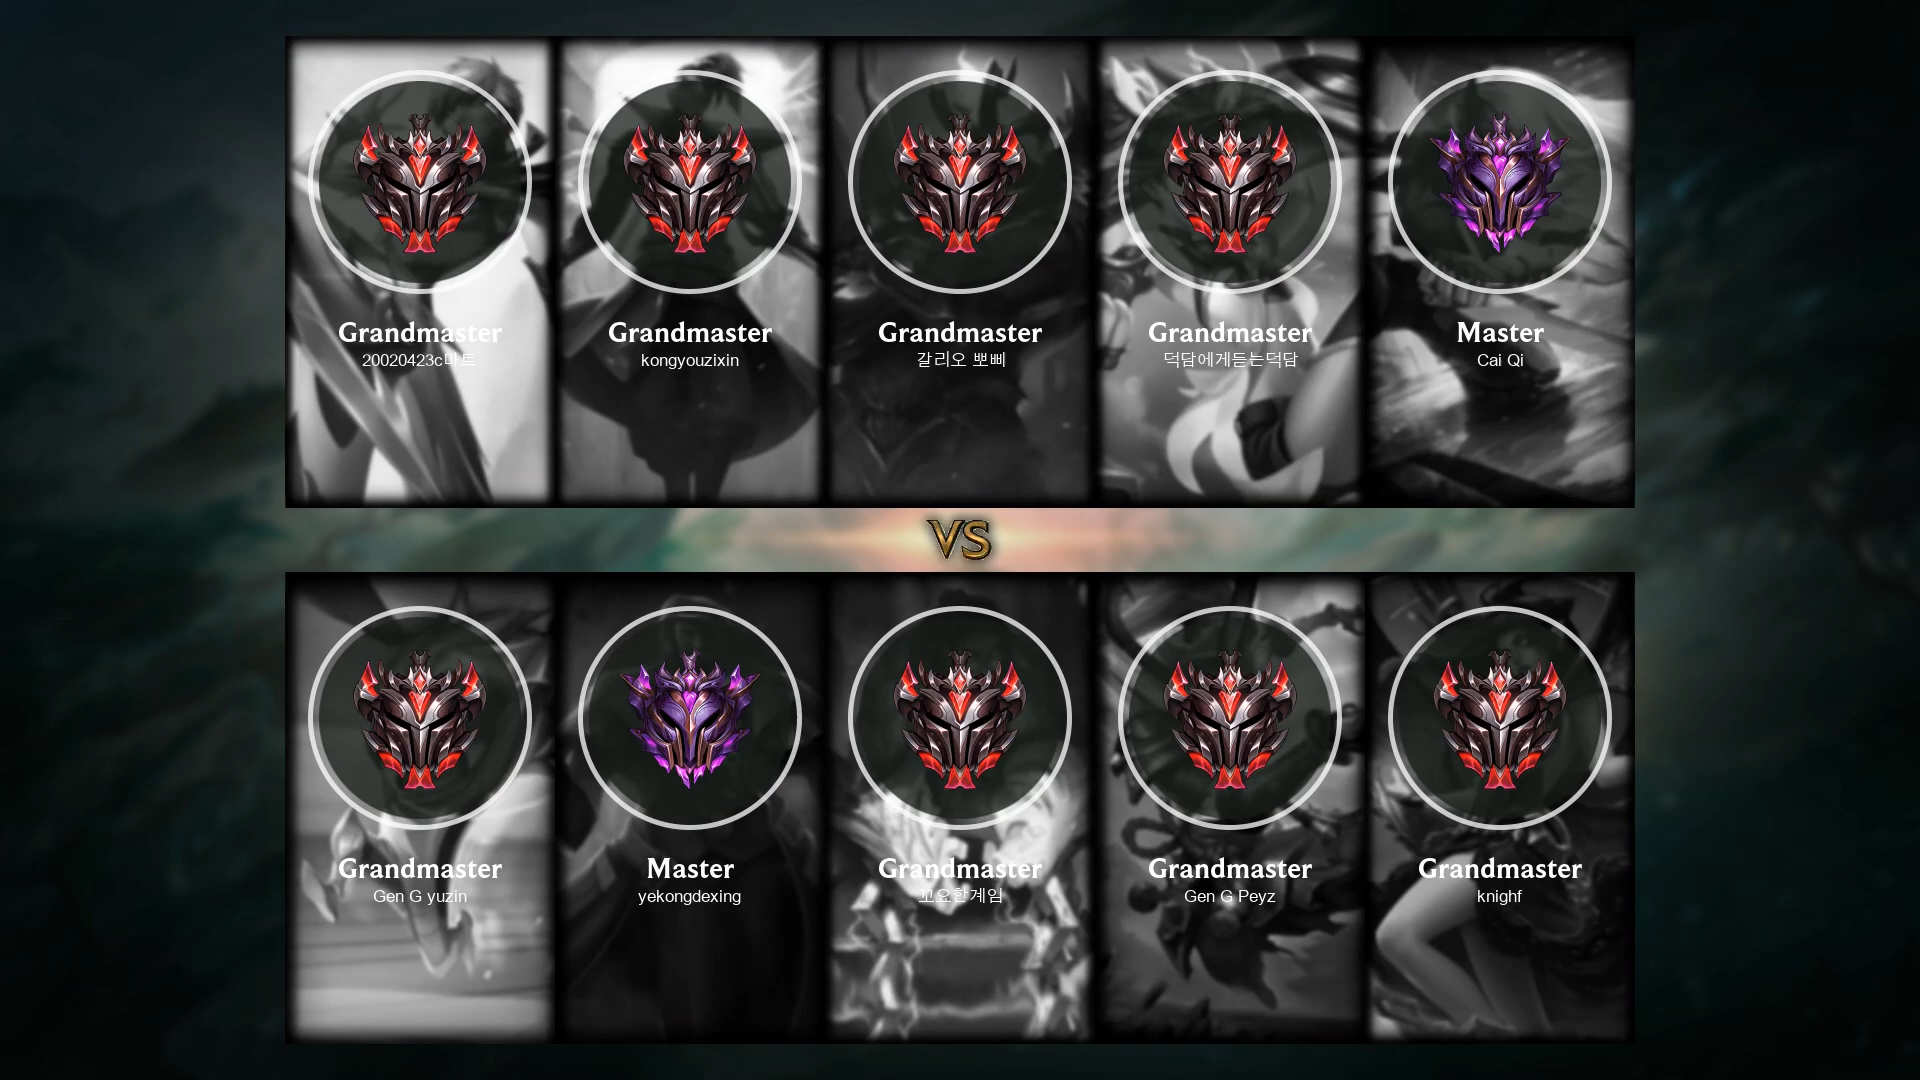 Grandmaster
20020423c마트
Grandmaster
kongyouzixin
Grandmaster
갈리오 뽀삐
Grandmaster
덕담에게듣는덕담
Master
Cai Qi
VS
Grandmaster
Gen G yuzin
Master
yekongdexing
Grandmaster
꼬요한게임
Grandmaster
Gen G Peyz
Grandmaster
knighf